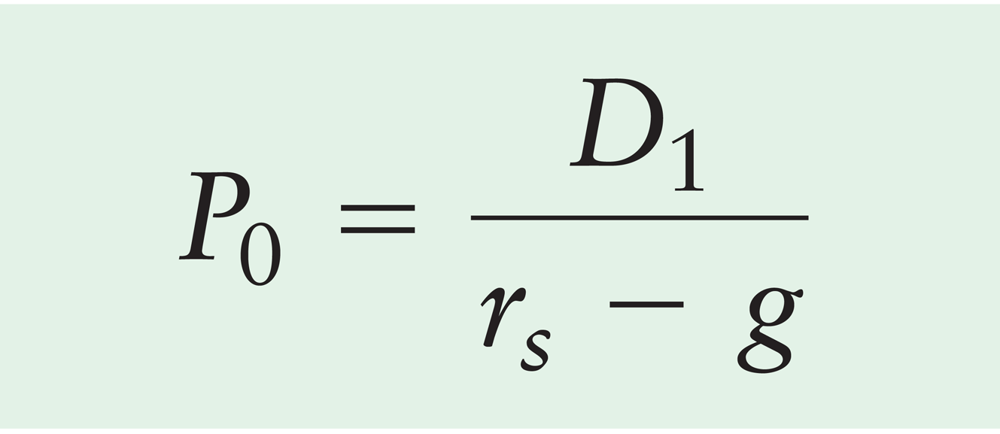 P₀ = D₁ / (rₛ − g)